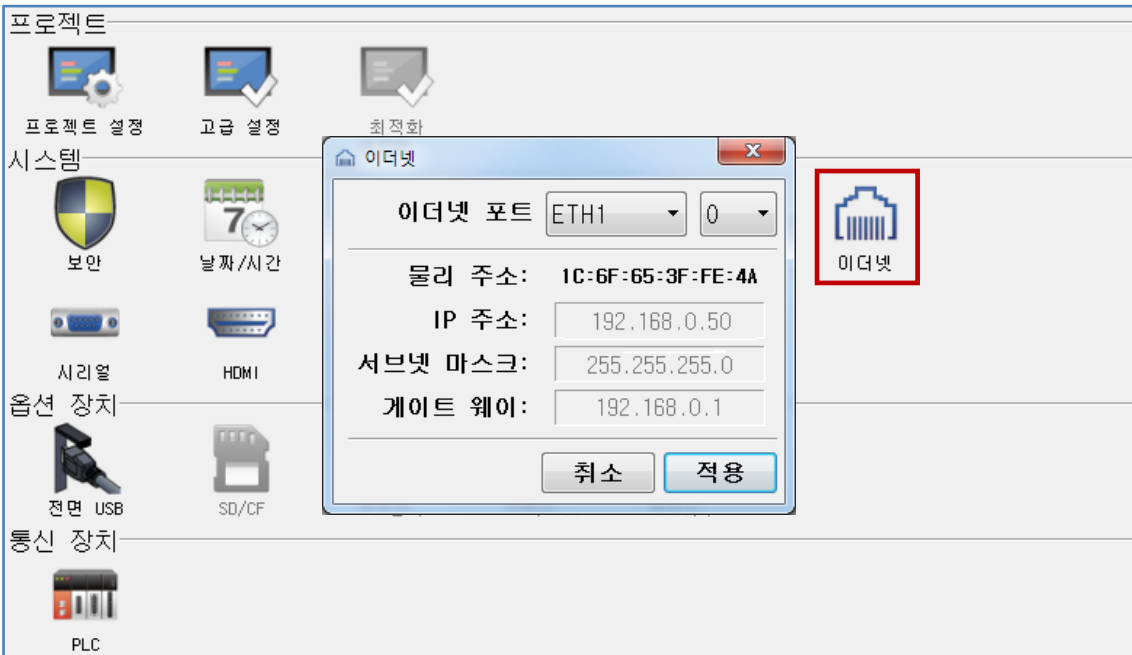 프로젝트
프로젝트 설정
고급 설정
최적화
시스템
보안
날짜/시간
이더넷
시리얼
HDMI
옵션 장치
전면 USB
SD/CF
통신 장치
PLC
이더넷
이더넷 포트 ETH1 0
물리 주소: 1C:6F:65:3F:FE:4A
IP 주소: 192.168.0.50
서브넷 마스크: 255.255.255.0
게이트 웨이: 192.168.0.1
취소 적용